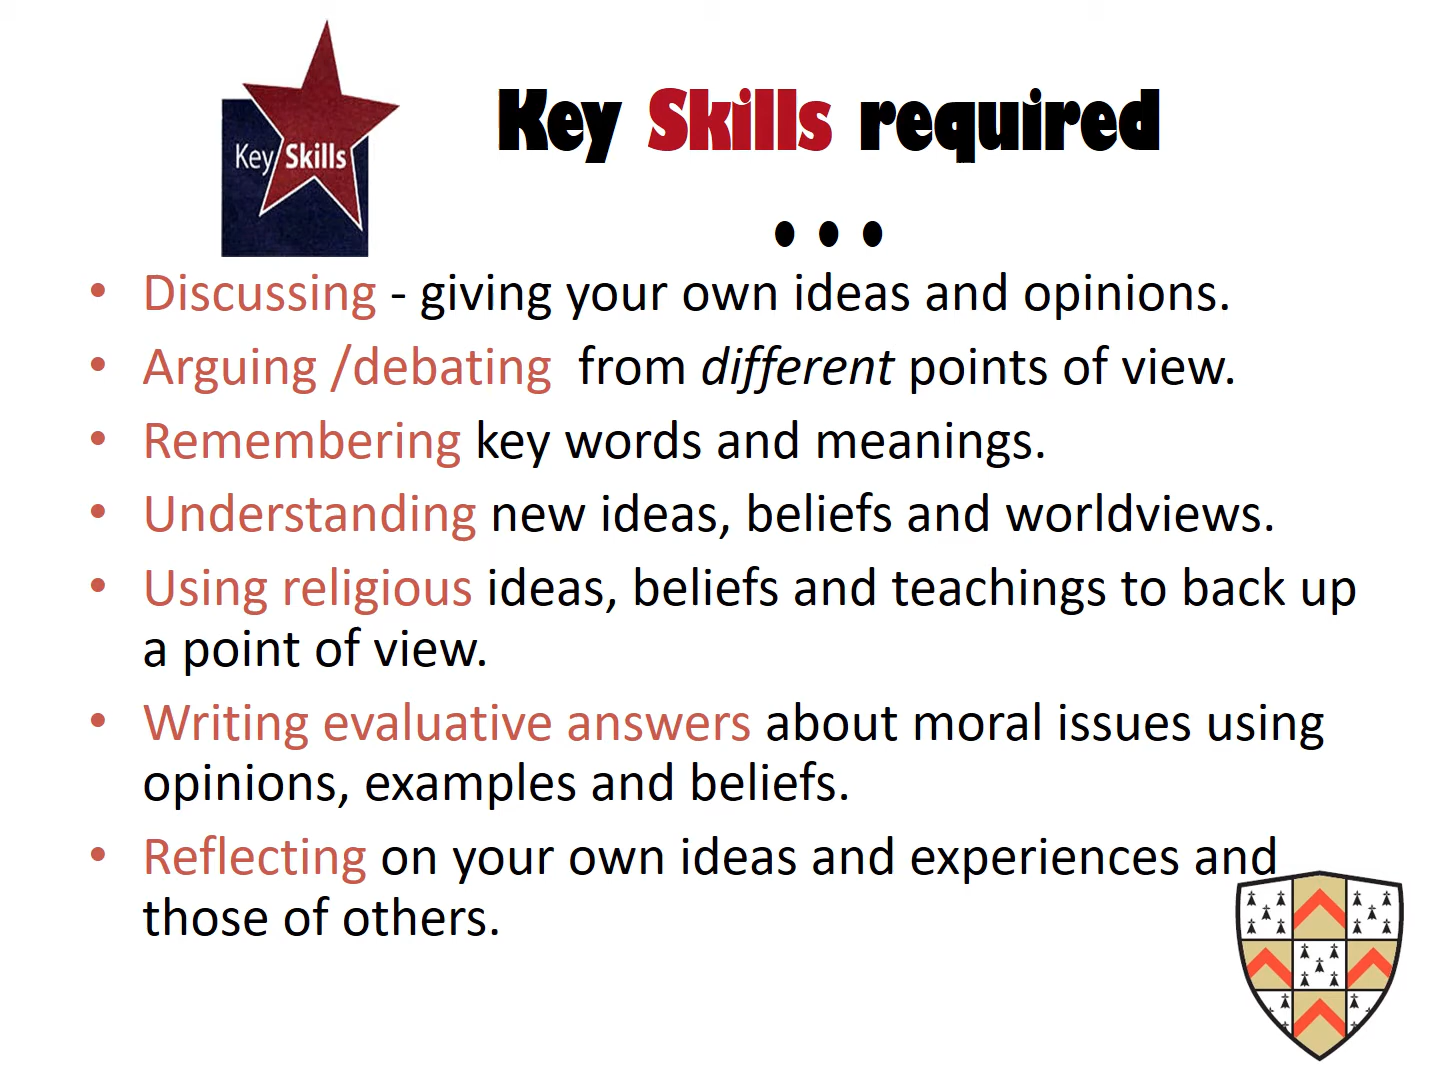 Key Skills
Key Skills required
...
• Discussing - giving your own ideas and opinions.
• Arguing /debating  from different points of view.
• Remembering key words and meanings.
• Understanding new ideas, beliefs and worldviews.
• Using religious ideas, beliefs and teachings to back up
a point of view.
• Writing evaluative answers about moral issues using
opinions, examples and beliefs.
• Reflecting on your own ideas and experiences and
those of others.